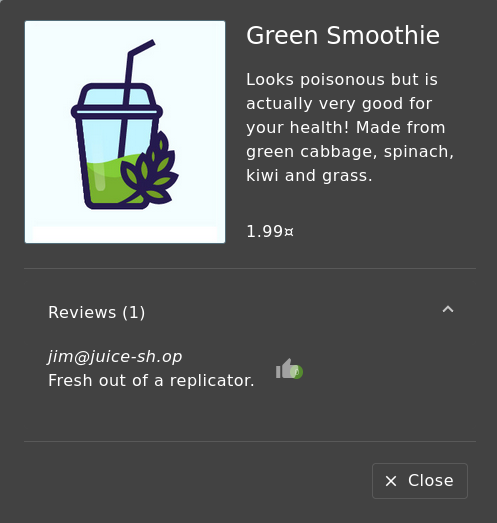 Green Smoothie
Looks poisonous but is
actually very good for
your health! Made from
green cabbage, spinach,
kiwi and grass.
1.99¤
Reviews (1)
jim@juice-sh.op
Fresh out of a replicator.
Close